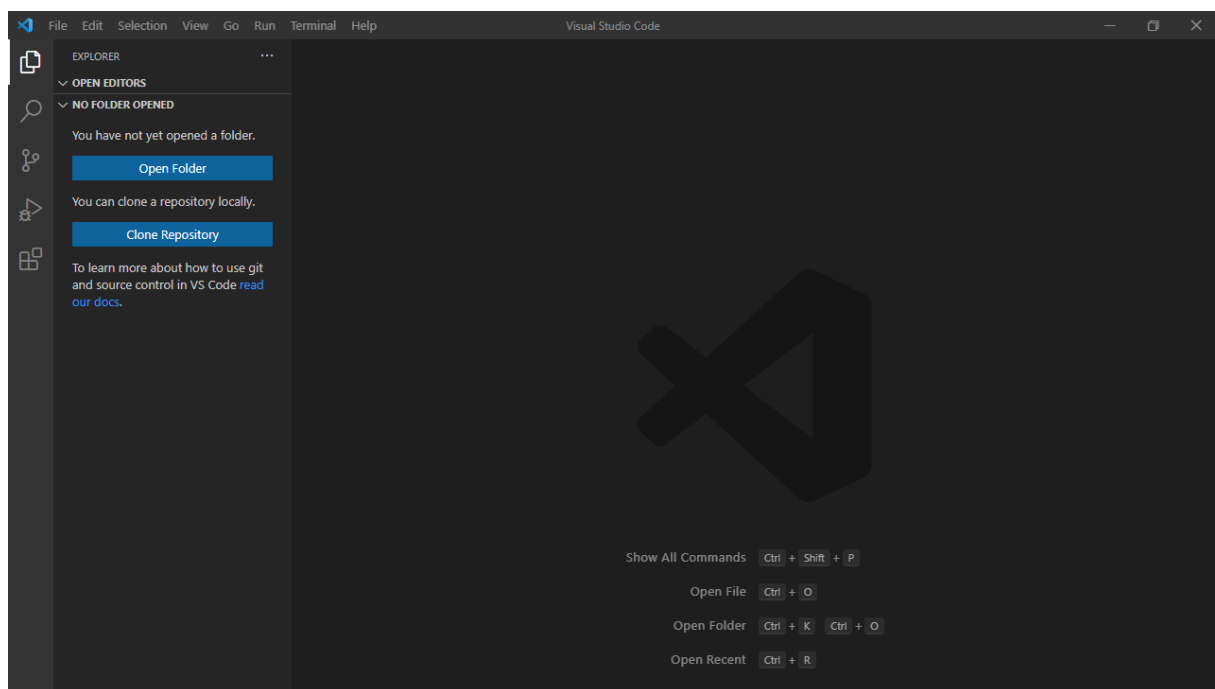 File Edit Selection View Go Run Terminal Help
Visual Studio Code
EXPLORER
OPEN EDITORS
NO FOLDER OPENED
You have not yet opened a folder.
Open Folder
You can clone a repository locally.
Clone Repository
To learn more about how to use git
and source control in VS Code read
our docs.
Show All Commands Ctrl + Shift + P
Open File Ctrl + O
Open Folder Ctrl + K Ctrl + O
Open Recent Ctrl + R